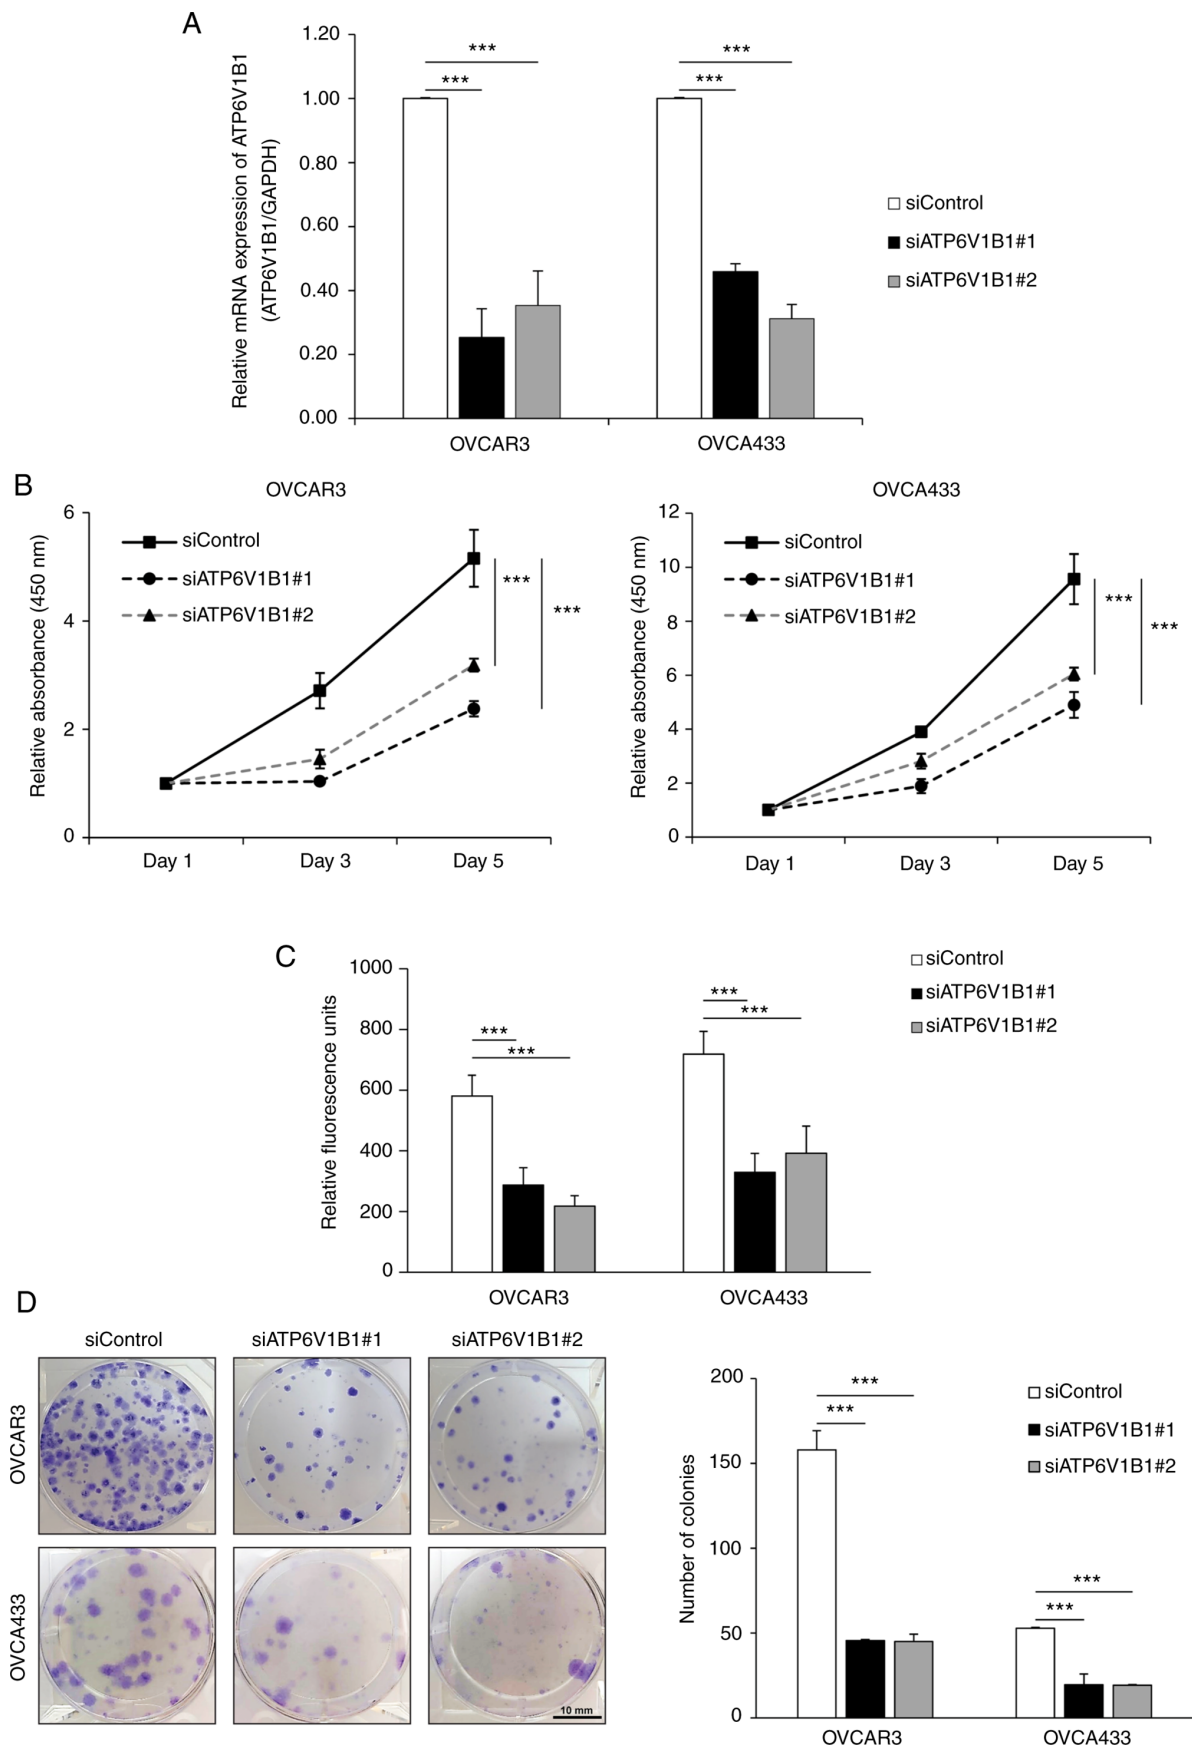 A
Relative mRNA expression of ATP6V1B1
(ATP6V1B1/GAPDH)
1.20
1.00
0.80
0.60
0.40
0.20
0.00
***
***
***
***
OVCAR3
OVCA433
siControl
siATP6V1B1#1
siATP6V1B1#2
B
OVCAR3
Relative absorbance (450 nm)
6
4
2
0
siControl
siATP6V1B1#1
siATP6V1B1#2
***
***
Day 1
Day 3
Day 5
OVCA433
Relative absorbance (450 nm)
12
10
8
6
4
2
0
siControl
siATP6V1B1#1
siATP6V1B1#2
***
***
Day 1
Day 3
Day 5
C
Relative fluorescence units
1000
800
600
400
200
0
***
***
***
***
OVCAR3
OVCA433
siControl
siATP6V1B1#1
siATP6V1B1#2
D
siControl
siATP6V1B1#1
siATP6V1B1#2
OVCAR3
OVCA433
10 mm
Number of colonies
200
150
100
50
0
***
***
***
***
OVCAR3
OVCA433
siControl
siATP6V1B1#1
siATP6V1B1#2